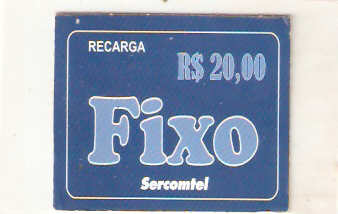 RECARGA
R$ 20,00
Fixo
Sercomtel